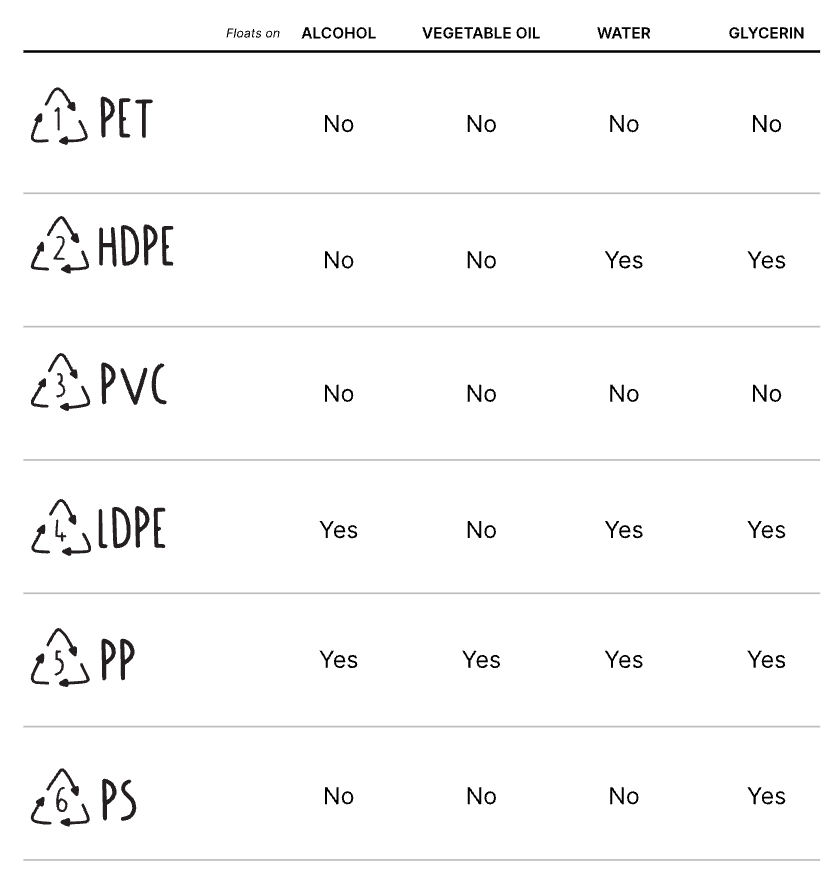 Floats on ALCOHOL VEGETABLE OIL WATER GLYCERIN
1 PET No No No No
2 HDPE No No Yes Yes
3 PVC No No No No
4 LDPE Yes No Yes Yes
5 PP Yes Yes Yes Yes
6 PS No No No Yes